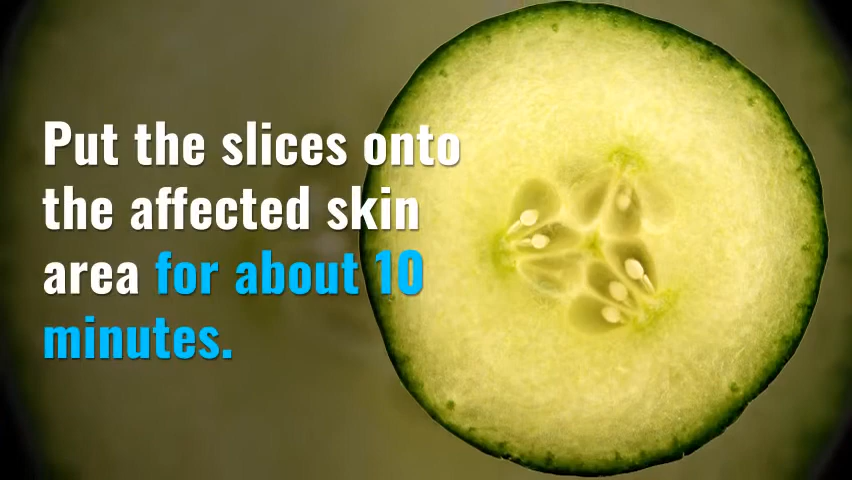 Put the slices onto
the affected skin
area for about 10
minutes.